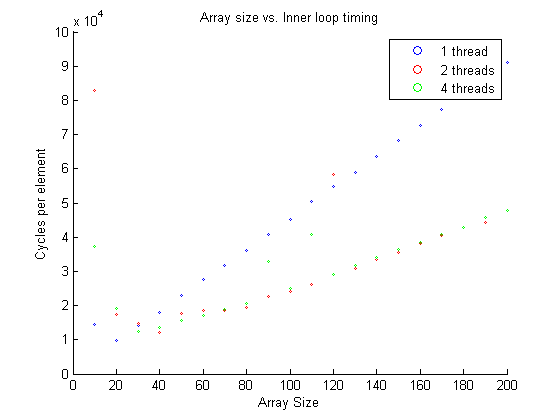 Array size vs. Inner loop timing
x 10^4
1 thread
2 threads
4 threads
10
9
8
7
6
5
4
3
2
1
0
Cycles per element
0 20 40 60 80 100 120 140 160 180 200
Array Size